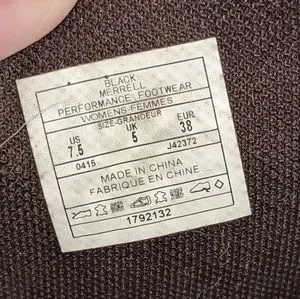 BLACK
MERRELL
PERFORMANCE FOOTWEAR
WOMENS-FEMMES
SIZE-GRANDEUR
US UK EUR
7.5 5 38
0415 J42372
MADE IN CHINA
FABRIQUE EN CHINE
1792132